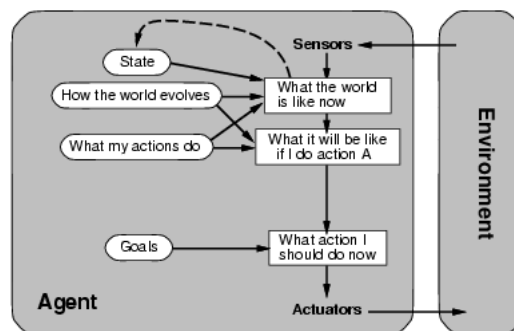 Sensors
State
What the world
is like now
How the world evolves
What it will be like
if I do action A
What my actions do
Goals
What action I
should do now
Agent
Actuators
Environment